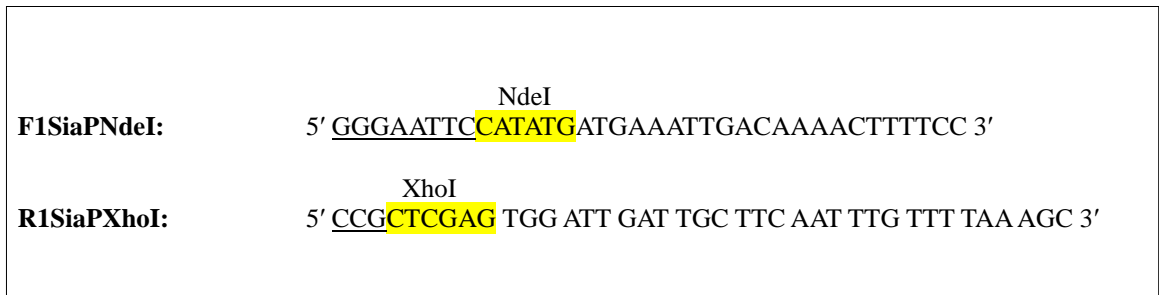 NdeI
F1SiaPNdeI: 5′ GGGAATTCCATATGATGAAATTGACAAAACTTTTCC 3′
XhoI
R1SiaPXhoI: 5′ CCGCTCGAG TGG ATT GAT TGC TTC AAT TTG TTT TAA AGC 3′